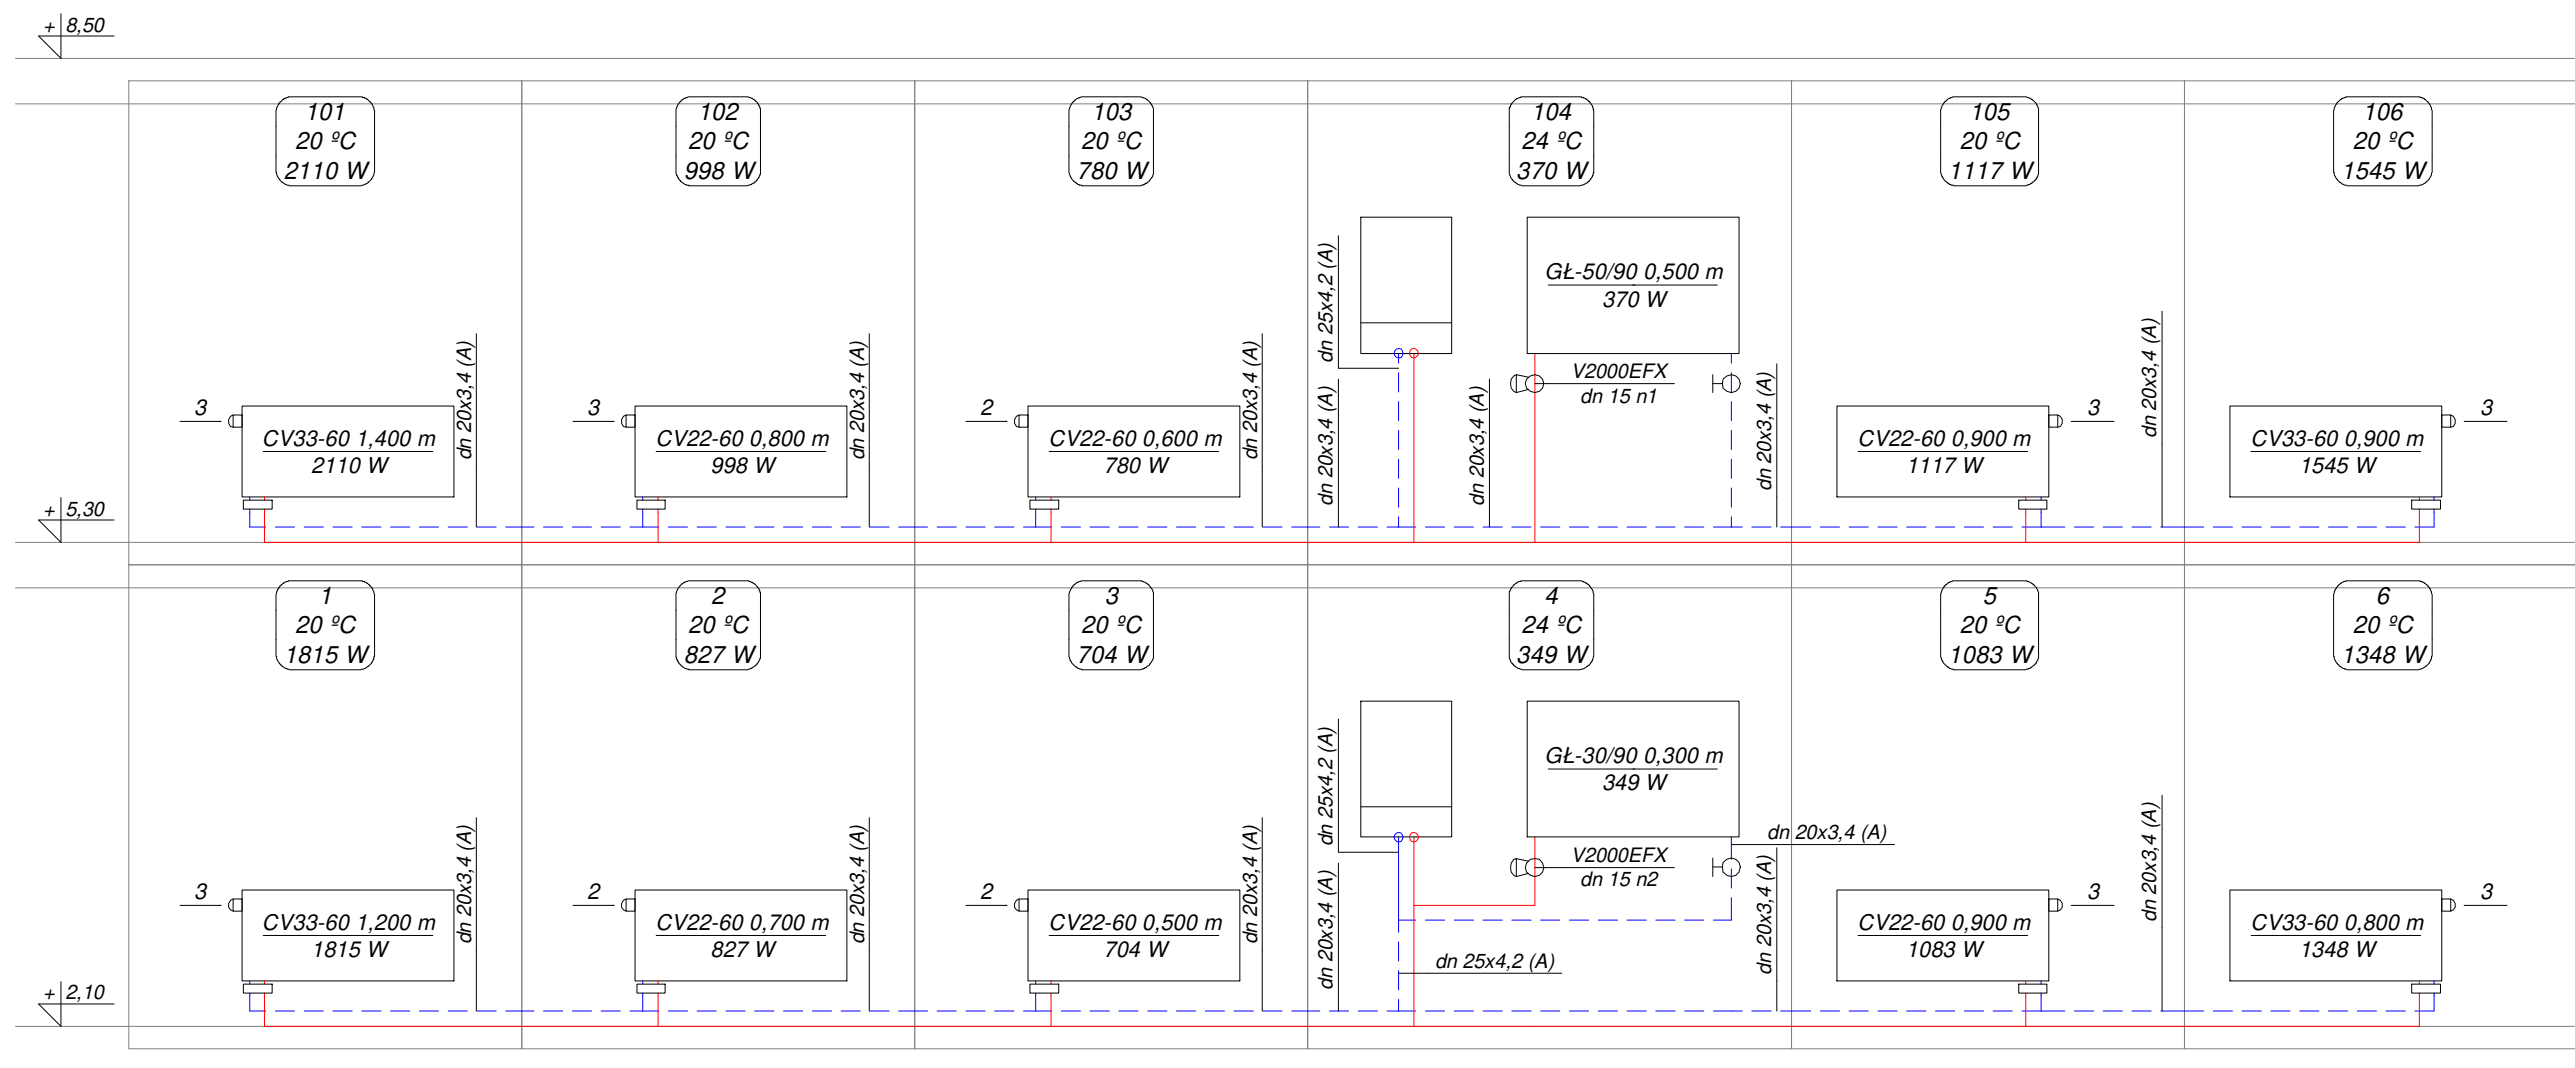 + 8,50
101
20 ºC
2110 W
102
20 ºC
998 W
103
20 ºC
780 W
104
24 ºC
370 W
105
20 ºC
1117 W
106
20 ºC
1545 W
3
CV33-60 1,400 m
2110 W
dn 20x3,4 (A)
3
CV22-60 0,800 m
998 W
dn 20x3,4 (A)
2
CV22-60 0,600 m
780 W
dn 20x3,4 (A)
dn 25x4,2 (A)
dn 20x3,4 (A)
dn 20x3,4 (A)
GŁ-50/90 0,500 m
370 W
V2000EFX
dn 15 n1
dn 20x3,4 (A)
CV22-60 0,900 m
1117 W
3
dn 20x3,4 (A)
CV33-60 0,900 m
1545 W
3
+ 5,30
1
20 ºC
1815 W
2
20 ºC
827 W
3
20 ºC
704 W
4
24 ºC
349 W
5
20 ºC
1083 W
6
20 ºC
1348 W
3
CV33-60 1,200 m
1815 W
dn 20x3,4 (A)
2
CV22-60 0,700 m
827 W
dn 20x3,4 (A)
2
CV22-60 0,500 m
704 W
dn 20x3,4 (A)
dn 25x4,2 (A)
dn 20x3,4 (A)
GŁ-30/90 0,300 m
349 W
V2000EFX
dn 15 n2
dn 20x3,4 (A)
dn 20x3,4 (A)
dn 25x4,2 (A)
CV22-60 0,900 m
1083 W
3
dn 20x3,4 (A)
CV33-60 0,800 m
1348 W
3
+ 2,10